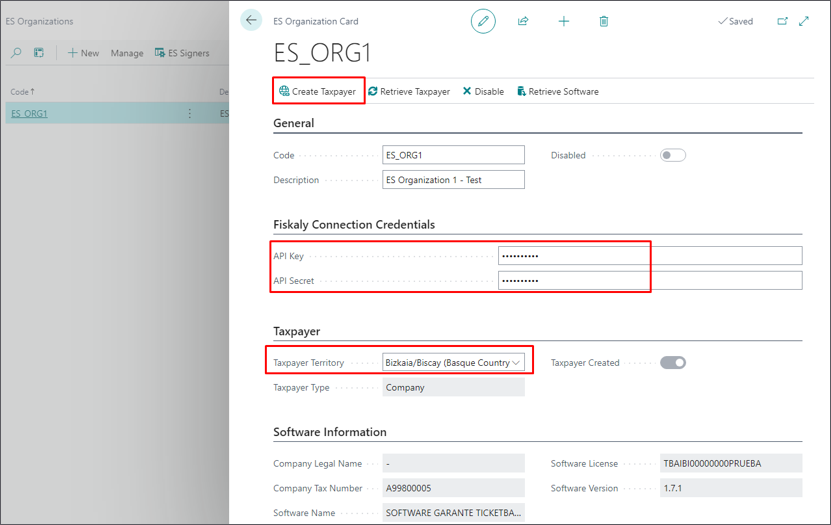 ES Organizations
ES Organization Card
Saved
ES_ORG1
New Manage ES Signers
Create Taxpayer Retrieve Taxpayer Disable Retrieve Software
Code↑ De
ES_ORG1 ES
General
Code ES_ORG1 Disabled
Description ES Organization 1 - Test
Fiskaly Connection Credentials
API Key ••••••••••
API Secret ••••••••••
Taxpayer
Taxpayer Territory Bizkaia/Biscay (Basque Country Taxpayer Created
Taxpayer Type Company
Software Information
Company Legal Name - Software License TBAIBI00000000PRUEBA
Company Tax Number A99800005 Software Version 1.7.1
Software Name SOFTWARE GARANTE TICKETBA...